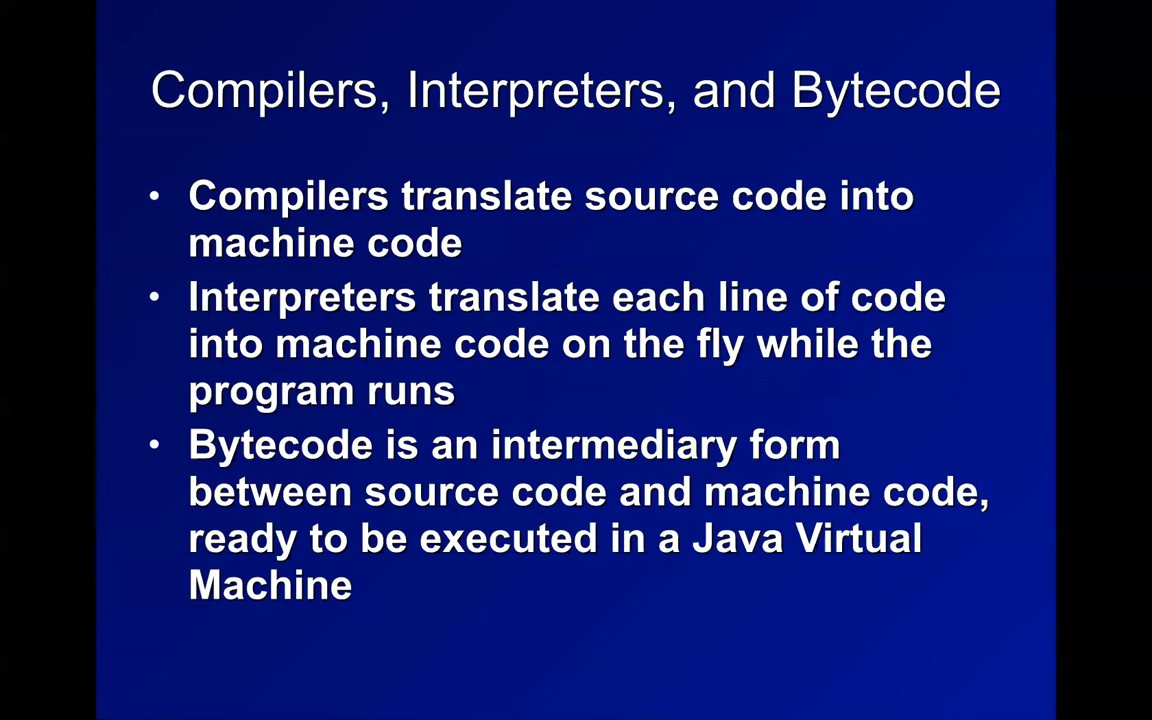 Compilers, Interpreters, and Bytecode
• Compilers translate source code into
machine code
• Interpreters translate each line of code
into machine code on the fly while the
program runs
• Bytecode is an intermediary form
between source code and machine code,
ready to be executed in a Java Virtual
Machine